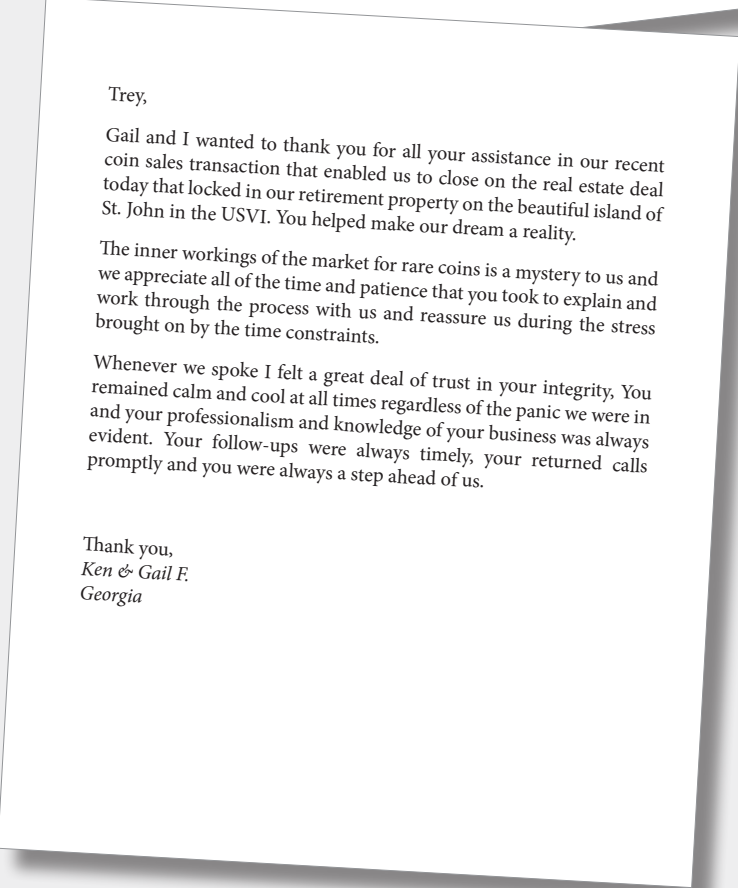 Trey,
Gail and I wanted to thank you for all your assistance in our recent
coin sales transaction that enabled us to close on the real estate deal
today that locked in our retirement property on the beautiful island of
St. John in the USVI. You helped make our dream a reality.
The inner workings of the market for rare coins is a mystery to us and
we appreciate all of the time and patience that you took to explain and
work through the process with us and reassure us during the stress
brought on by the time constraints.
Whenever we spoke I felt a great deal of trust in your integrity, You
remained calm and cool at all times regardless of the panic we were in
and your professionalism and knowledge of your business was always
evident. Your follow-ups were always timely, your returned calls
promptly and you were always a step ahead of us.
Thank you,
Ken & Gail F.
Georgia